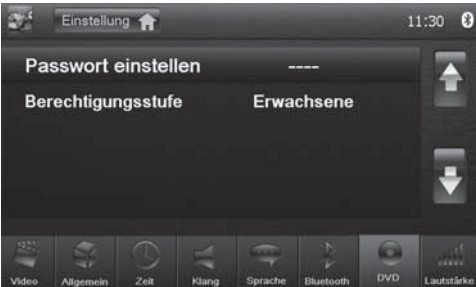 Einstellung 11:30
Passwort einstellen ----
Berechtigungsstufe Erwachsene
Video Allgemein Zeit Klang Sprache Bluetooth DVD Lautstärke